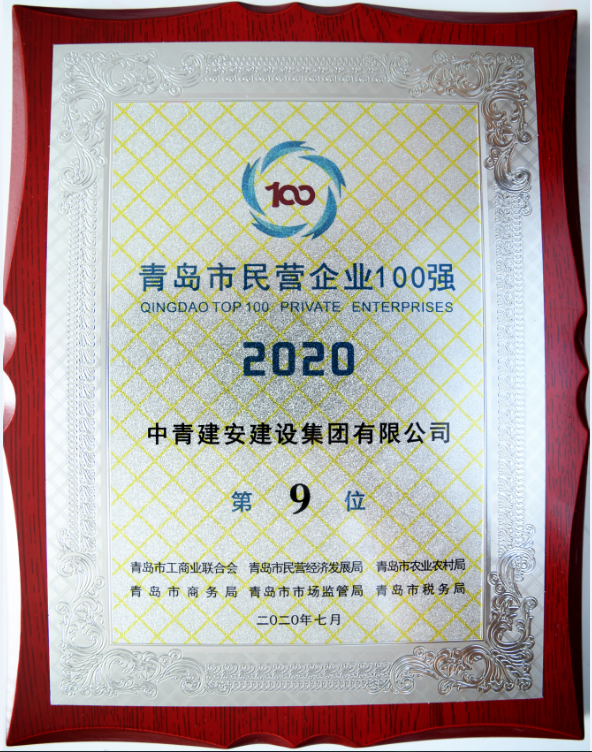 100
青岛市民营企业100强
QINGDAO TOP 100 PRIVATE ENTERPRISES
2020
中青建安建设集团有限公司
第 9 位
青岛市工商业联合会 青岛市民营经济发展局 青岛市农业农村局
青岛市商务局 青岛市市场监管局 青岛市税务局
二〇二〇年七月